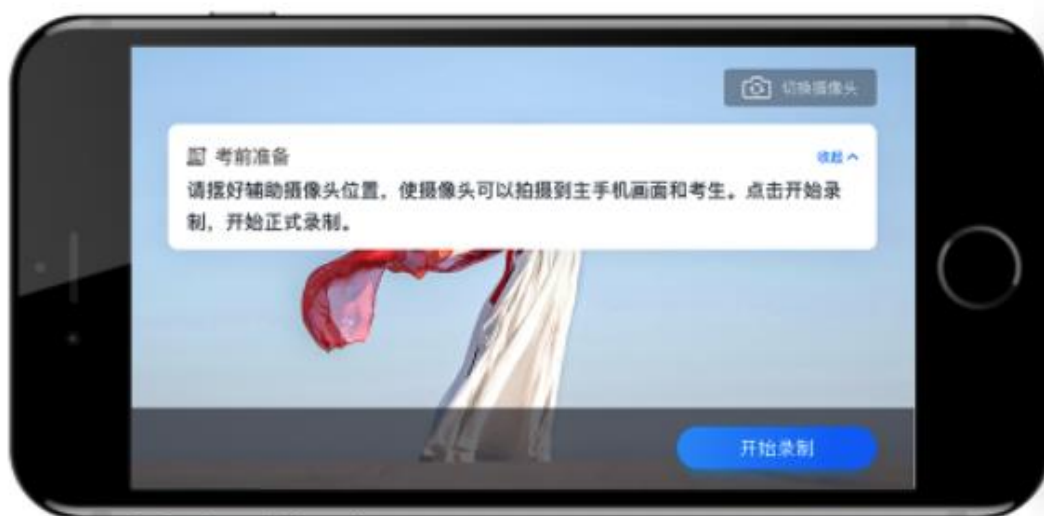 切换摄像头
考前准备
收起
请摆好辅助摄像头位置，使摄像头可以拍摄到主手机画面和考生。点击开始录
制，开始正式录制。
开始录制